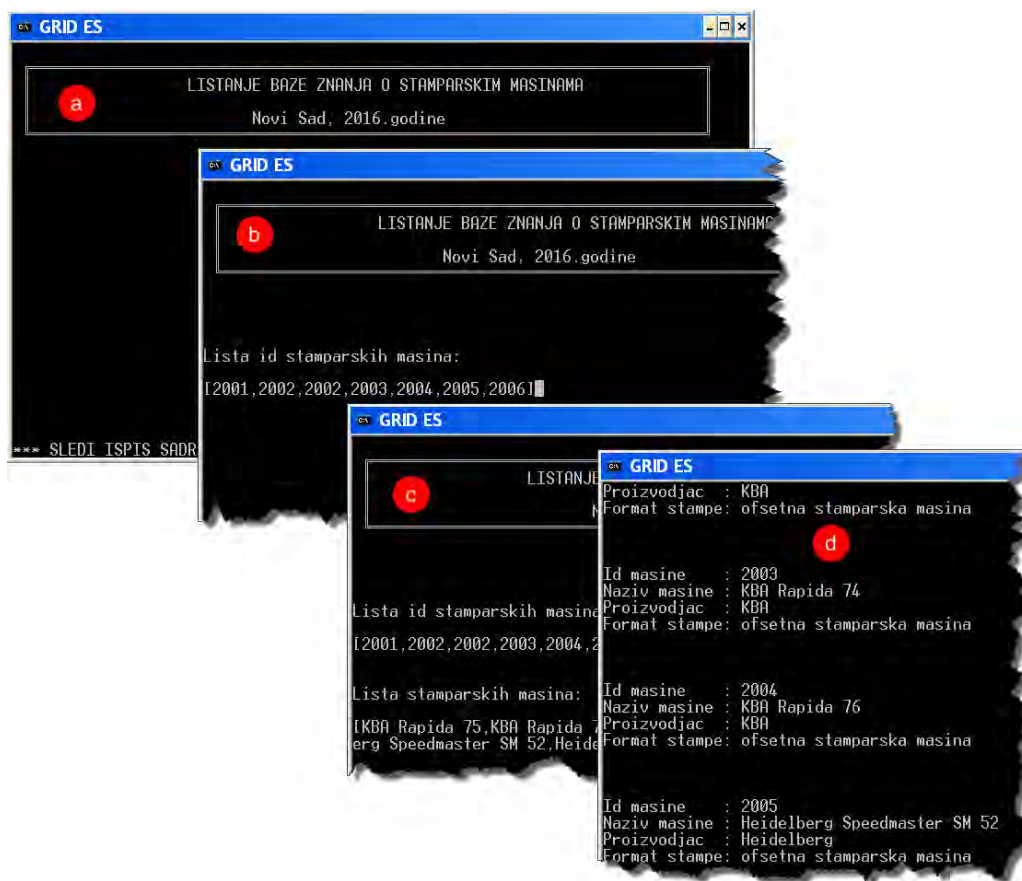 GRID ES
LISTANJE BAZE ZNANJA O STAMPARSKIM MASINAMA
a
Novi Sad, 2016.godine
*** SLEDI ISPIS SADR
GRID ES
LISTANJE BAZE ZNANJA O STAMPARSKIM MASINAMA
b
Novi Sad, 2016.godine
Lista id stamparskih masina:
[2001,2002,2002,2003,2004,2005,2006]
GRID ES
LISTANJE
c
Lista id stamparskih masina
[2001,2002,2002,2003,2004,2
Lista stamparskih masina:
[KBA Rapida 75,KBA Rapida 7
erg Speedmaster SM 52,Heide
GRID ES
Proizvodjac : KBA
Format stampe: ofsetna stamparska masina
d
Id masine : 2003
Naziv masine : KBA Rapida 74
Proizvodjac : KBA
Format stampe: ofsetna stamparska masina
Id masine : 2004
Naziv masine : KBA Rapida 76
Proizvodjac : KBA
Format stampe: ofsetna stamparska masina
Id masine : 2005
Naziv masine : Heidelberg Speedmaster SM 52
Proizvodjac : Heidelberg
Format stampe: ofsetna stamparska masina